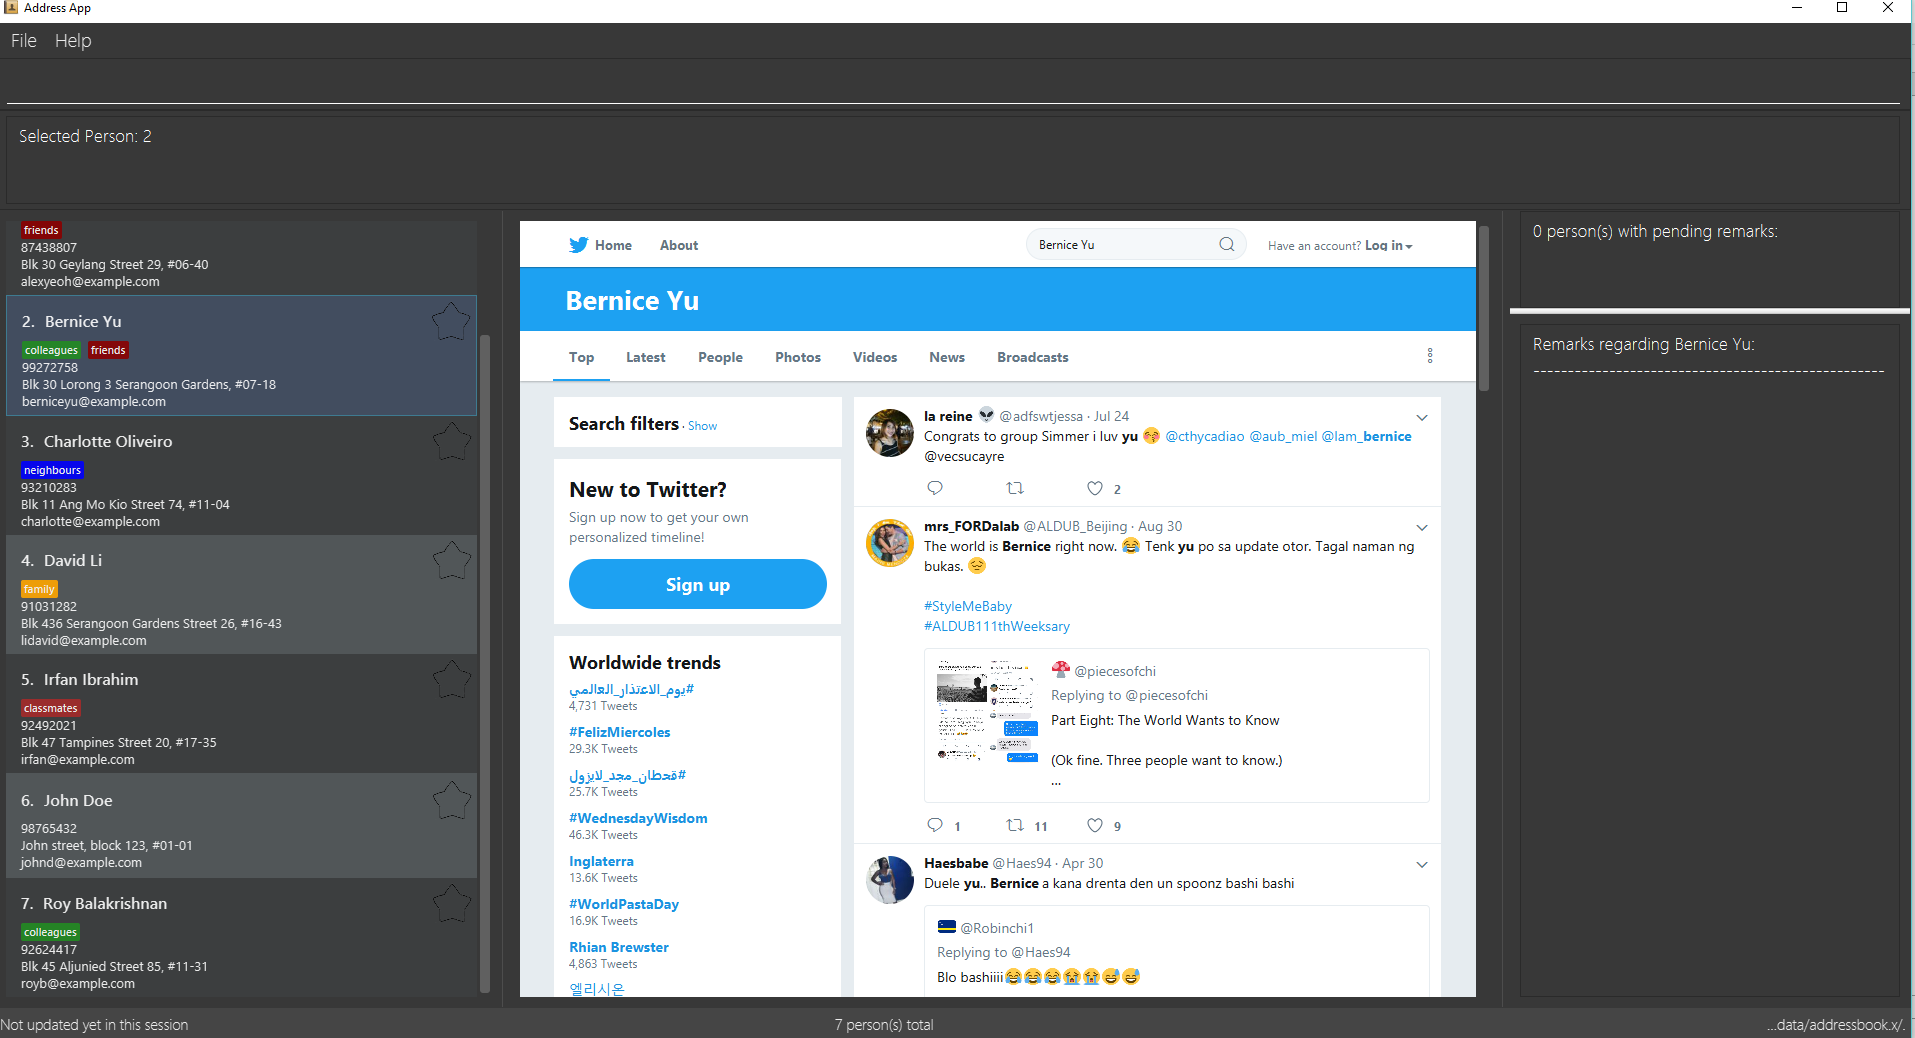 Address App
File Help
Selected Person: 2
friends
87438807
Blk 30 Geylang Street 29, #06-40
alexyeoh@example.com
2. Bernice Yu
colleagues friends
99272758
Blk 30 Lorong 3 Serangoon Gardens, #07-18
berniceyu@example.com
3. Charlotte Oliveiro
neighbours
93210283
Blk 11 Ang Mo Kio Street 74, #11-04
charlotte@example.com
4. David Li
family
91031282
Blk 436 Serangoon Gardens Street 26, #16-43
lidavid@example.com
5. Irfan Ibrahim
classmates
92492021
Blk 47 Tampines Street 20, #17-35
irfan@example.com
6. John Doe
98765432
John street, block 123, #01-01
johnd@example.com
7. Roy Balakrishnan
colleagues
92624417
Blk 45 Aljunied Street 85, #11-31
royb@example.com
Home About Bernice Yu Have an account? Log in
Bernice Yu
Top Latest People Photos Videos News Broadcasts
Search filters · Show
New to Twitter?
Sign up now to get your own
personalized timeline!
Sign up
Worldwide trends
#يوم_الاعتذار_العالمي
4,731 Tweets
#FelizMiercoles
29.3K Tweets
#قحطان_مجد_لايزول
25.7K Tweets
#WednesdayWisdom
46.3K Tweets
Inglaterra
13.6K Tweets
#WorldPastaDay
16.9K Tweets
Rhian Brewster
4,863 Tweets
엘리시온
la reine 👽 @adfswtjessa · Jul 24
Congrats to group Simmer i luv yu 😚 @cthycadiao @aub_miel @Iam_bernice
@vecsucayre
2
mrs_FORDalab @ALDUB_Beijing · Aug 30
The world is Bernice right now. 😂 Tenk yu po sa update otor. Tagal naman ng
bukas. 😔
#StyleMeBaby
#ALDUB111thWeeksary
🍄 @piecesofchi
Replying to @piecesofchi
Part Eight: The World Wants to Know
(Ok fine. Three people want to know.)
...
1 11 9
Haesbabe @Haes94 · Apr 30
Duele yu.. Bernice a kana drenta den un spoonz bashi bashi
🇨🇼 @Robinchi1
Replying to @Haes94
Blo bashiiii😂😂😂😭😭😅😅
0 person(s) with pending remarks:
Remarks regarding Bernice Yu:
---------------------------------------------------
Not updated yet in this session
7 person(s) total
...data/addressbook.x/.